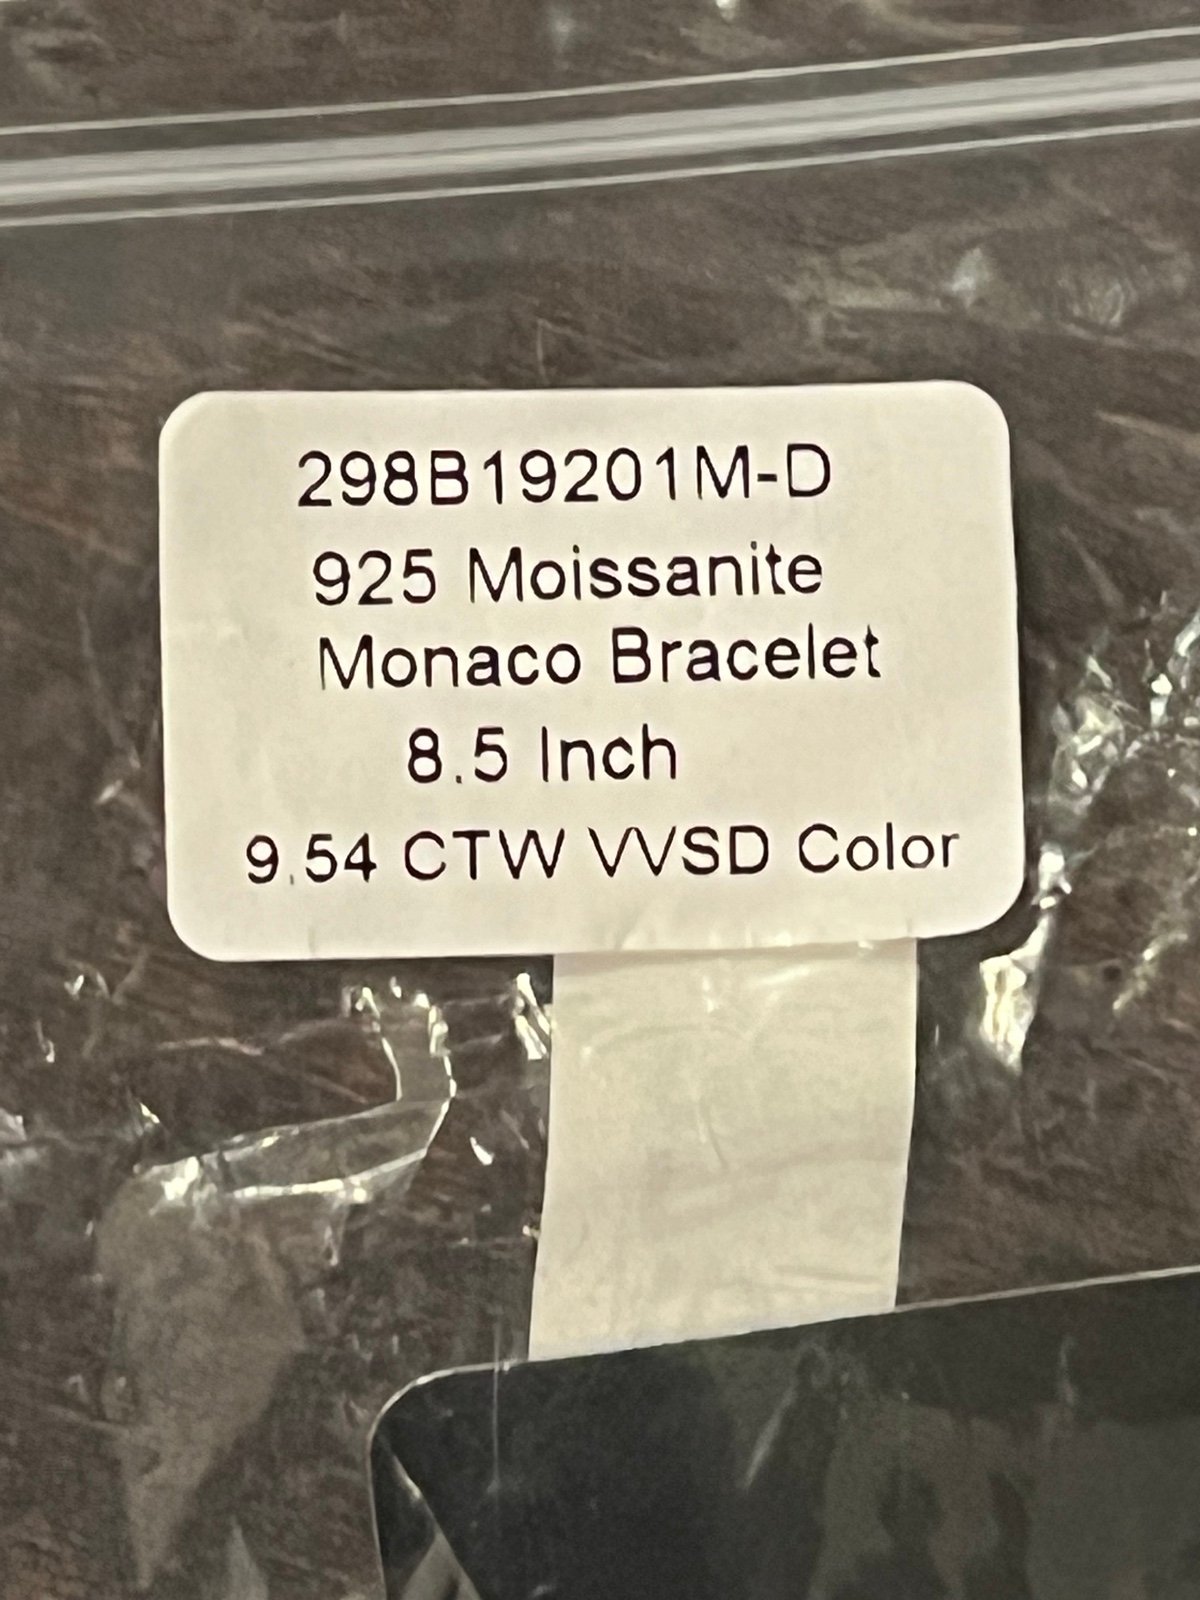 298B19201M-D
925 Moissanite
Monaco Bracelet
8.5 Inch
9.54 CTW VVSD Color